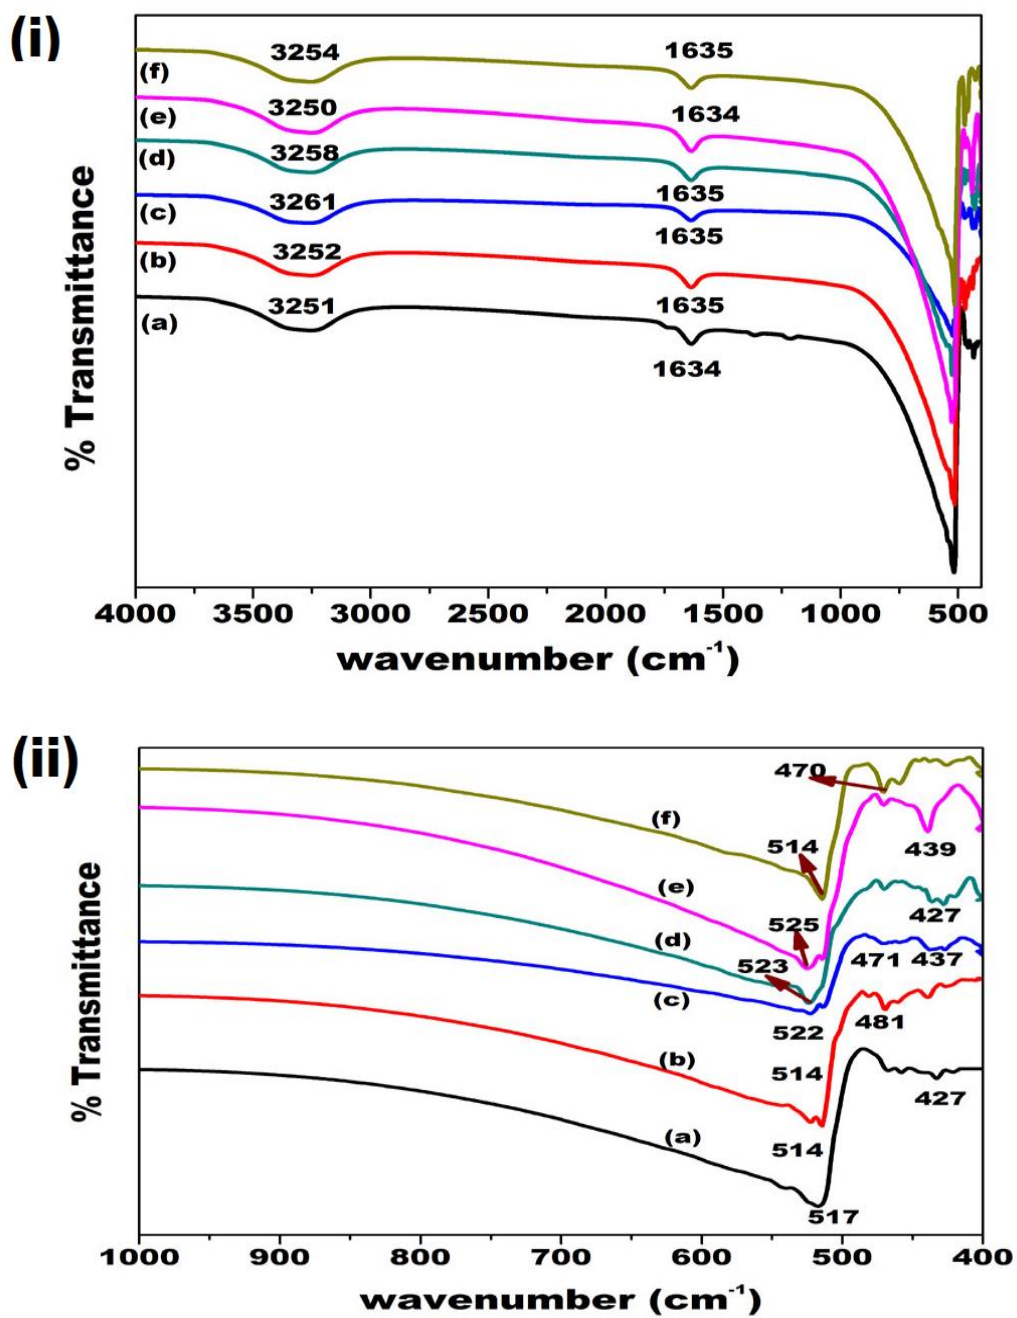 (i)
3254 1635
(f)
3250 1634
(e)
3258
(d)
1635
3261
(c)
1635
3252
(b)
1635
3251
(a)
1634
% Transmittance
4000 3500 3000 2500 2000 1500 1000 500
wavenumber (cm-1)
(ii)
470
(f)
514
439
(e)
525
427
(d)
523
471 437
(c)
522
481
(b)
514
427
(a)
514
517
% Transmittance
1000 900 800 700 600 500 400
wavenumber (cm-1)